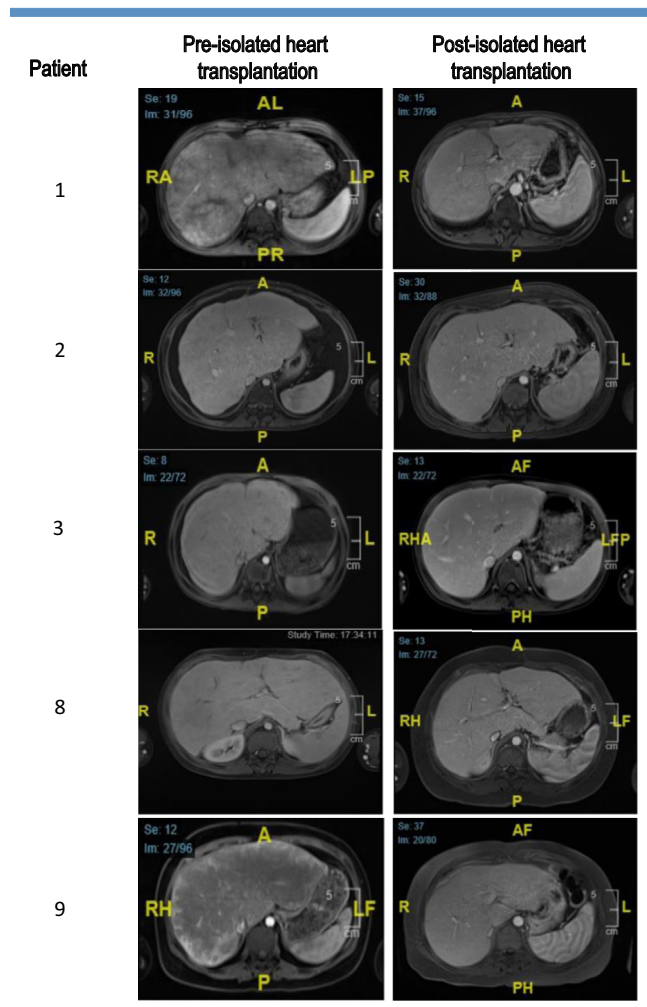 Patient
Pre-isolated heart
transplantation
Post-isolated heart
transplantation
1
Se: 19
Im: 31/96
AL
RA
5
LP
m
PR
Se: 15
Im: 37/96
A
R
5
L
cm
P
2
Se: 12
Im: 32/96
A
R
5
L
cm
P
Se: 30
Im: 32/88
A
R
5
L
cm
P
3
Se: 8
Im: 22/72
A
R
5
L
cm
P
Se: 13
Im: 22/72
AF
RHA
5
LFP
cm
PH
8
Study Time: 17:34:11
R
5
L
cm
Se: 13
Im: 27/72
A
RH
5
LF
cm
P
9
Se: 12
Im: 27/96
A
RH
5
LF
cm
P
Se: 37
Im: 20/80
AF
R
5
L
cm
PH